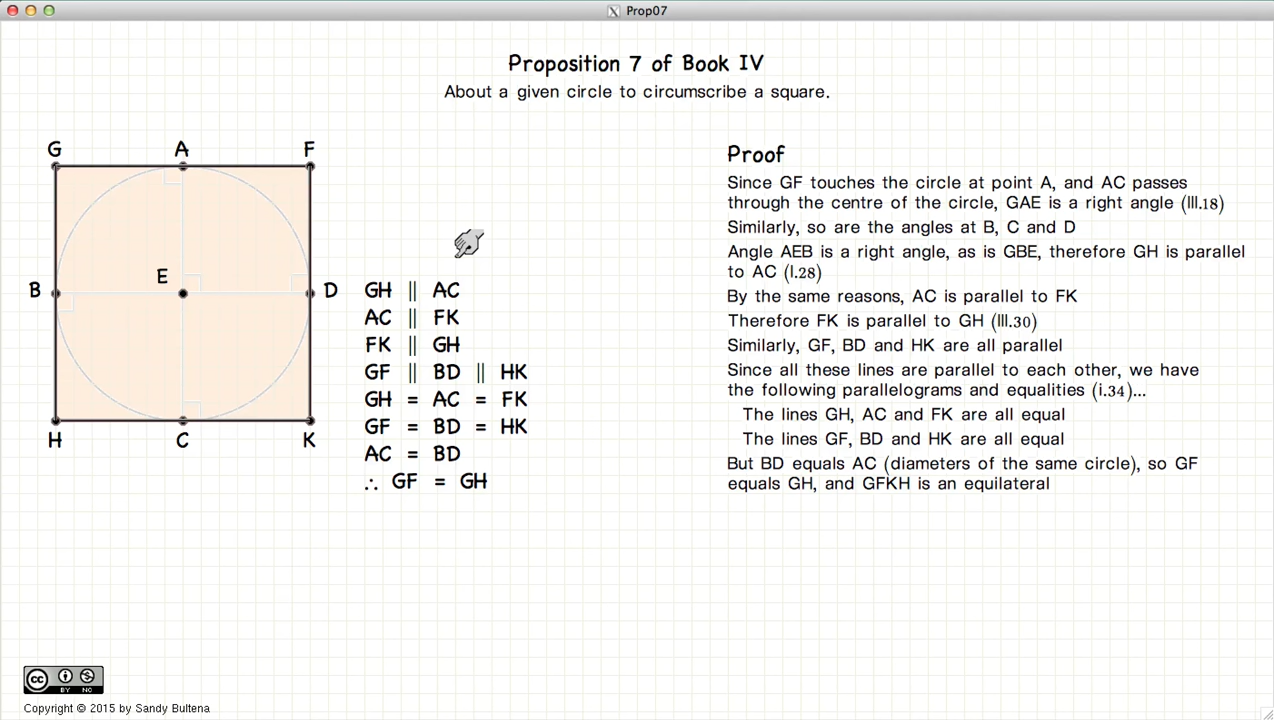 Prop07
Proposition 7 of Book IV
About a given circle to circumscribe a square.
G A F
B E D
H C K
GH || AC
AC || FK
FK || GH
GF || BD || HK
GH = AC = FK
GF = BD = HK
AC = BD
∴ GF = GH
Proof
Since GF touches the circle at point A, and AC passes
through the centre of the circle, GAE is a right angle (III.18)
Similarly, so are the angles at B, C and D
Angle AEB is a right angle, as is GBE, therefore GH is parallel
to AC (I.28)
By the same reasons, AC is parallel to FK
Therefore FK is parallel to GH (III.30)
Similarly, GF, BD and HK are all parallel
Since all these lines are parallel to each other, we have
the following parallelograms and equalities (i.34)...
The lines GH, AC and FK are all equal
The lines GF, BD and HK are all equal
But BD equals AC (diameters of the same circle), so GF
equals GH, and GFKH is an equilateral
cc
BY NC
Copyright © 2015 by Sandy Bultena